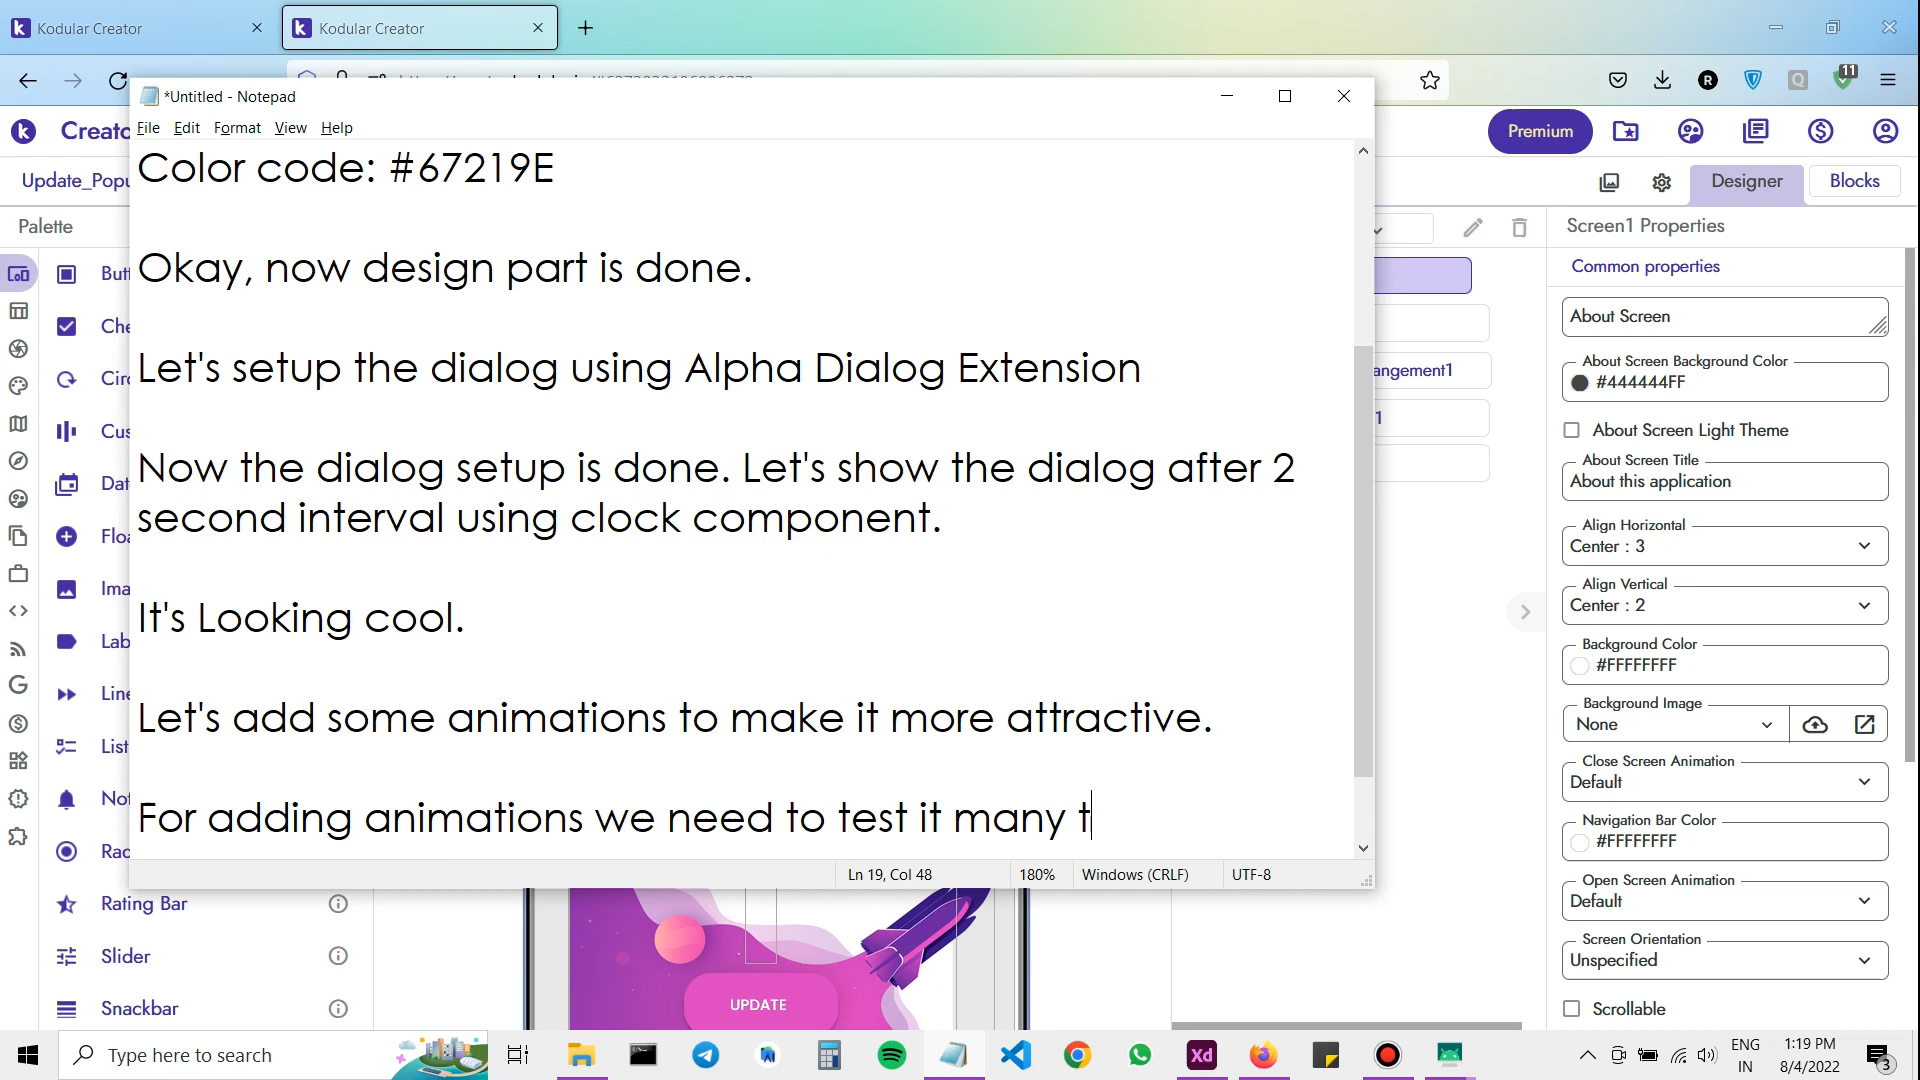 Kodular Creator
Kodular Creator
11
*Untitled - Notepad
File Edit Format View Help
Color code: #67219E
Okay, now design part is done.
Let's setup the dialog using Alpha Dialog Extension
Now the dialog setup is done. Let's show the dialog after 2
second interval using clock component.
It's Looking cool.
Let's add some animations to make it more attractive.
For adding animations we need to test it many t
Ln 19, Col 48
180%
Windows (CRLF)
UTF-8
Premium
Update_Popu
Designer
Blocks
Palette
Rating Bar
Slider
Snackbar
UPDATE
angement1
1
Screen1 Properties
Common properties
About Screen
About Screen Background Color
#444444FF
About Screen Light Theme
About Screen Title
About this application
Align Horizontal
Center : 3
Align Vertical
Center : 2
Background Color
#FFFFFFFF
Background Image
None
Close Screen Animation
Default
Navigation Bar Color
#FFFFFFFF
Open Screen Animation
Default
Screen Orientation
Unspecified
Scrollable
Type here to search
Xd
ENG
IN
1:19 PM
8/4/2022
3